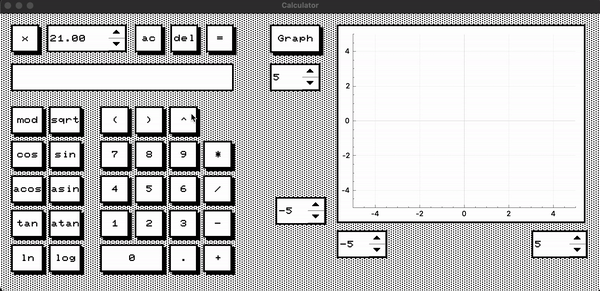 Calculator
x 21.00 ac del = Graph
5
mod sqrt ( ) ^
cos sin 7 8 9 *
acos asin 4 5 6 /
tan atan 1 2 3 -
ln log 0 . +
-5
-5 5
4
2
0
-2
-4
-4 -2 0 2 4